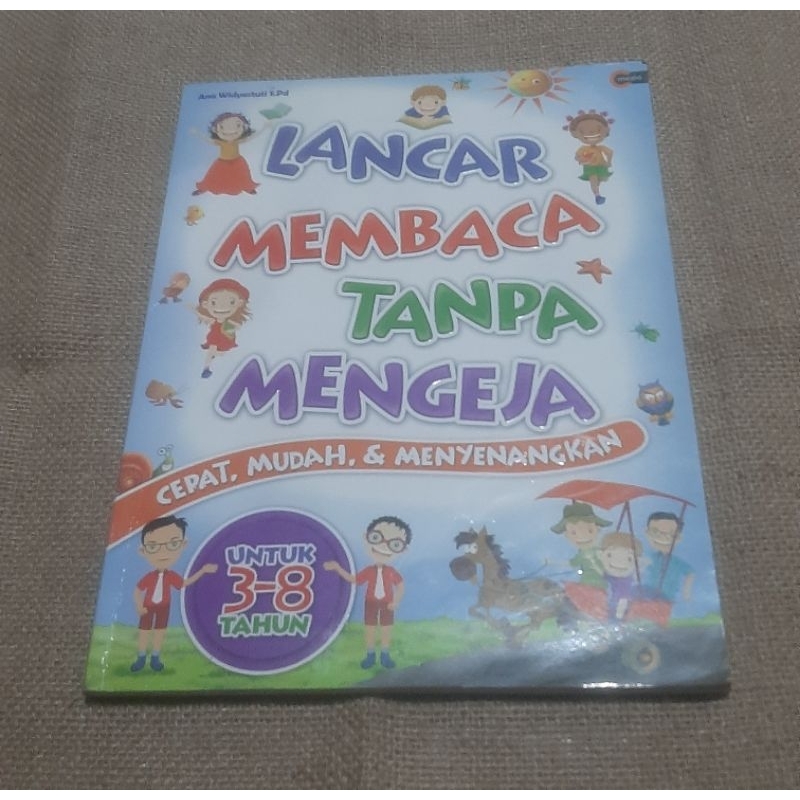 LANCAR
MEMBACA
TANPA
MENGEJA
CEPAT, MUDAH, & MENYENANGKAN
UNTUK
3-8
TAHUN